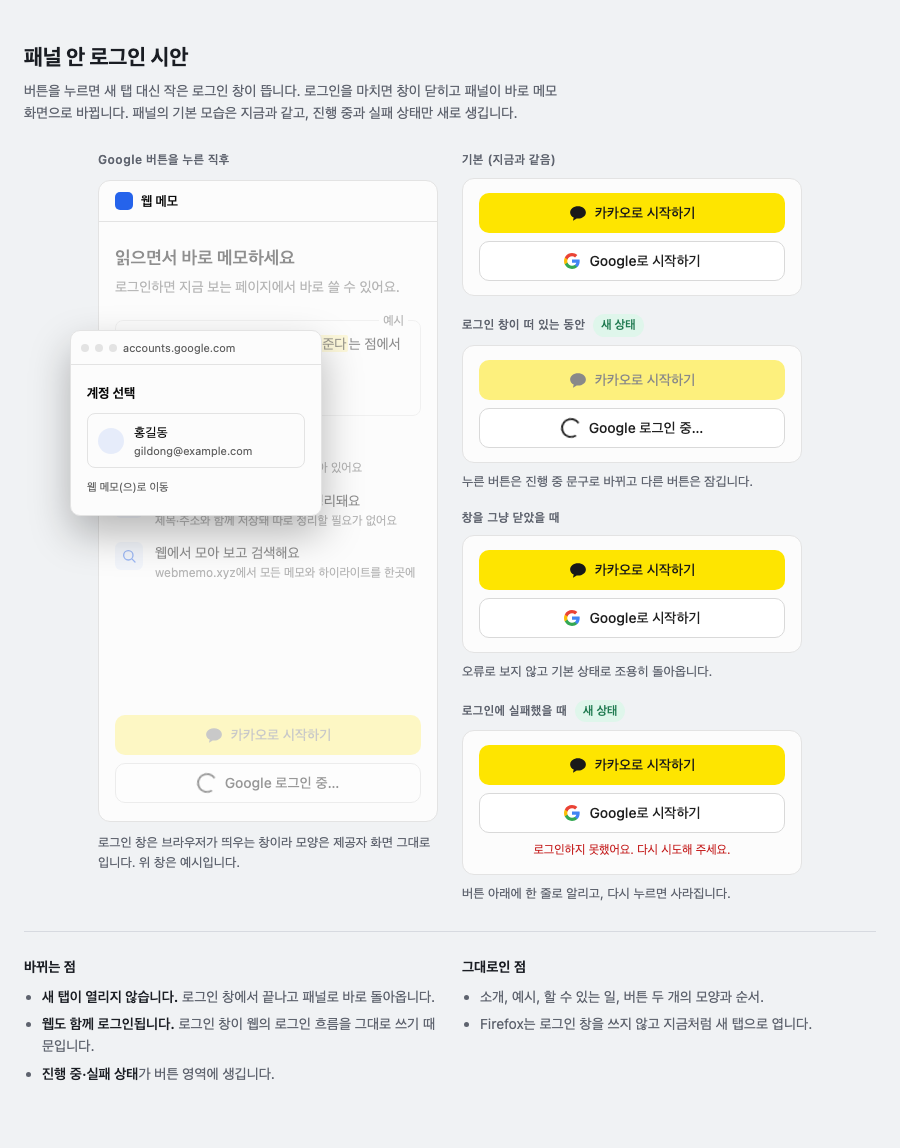 패널 안 로그인 시안
버튼을 누르면 새 탭 대신 작은 로그인 창이 뜹니다. 로그인을 마치면 창이 닫히고 패널이 바로 메모
화면으로 바뀝니다. 패널의 기본 모습은 지금과 같고, 진행 중과 실패 상태만 새로 생깁니다.
Google 버튼을 누른 직후
웹 메모
읽으면서 바로 메모하세요
로그인하면 지금 보는 페이지에서 바로 쓸 수 있어요.
예시
준다는 점에서
accounts.google.com
계정 선택
홍길동
gildong@example.com
웹 메모(으)로 이동
있어요
리돼요
제목·주소와 함께 저장돼 따로 정리할 필요가 없어요
웹에서 모아 보고 검색해요
webmemo.xyz에서 모든 메모와 하이라이트를 한곳에
카카오로 시작하기
Google 로그인 중…
로그인 창은 브라우저가 띄우는 창이라 모양은 제공자 화면 그대로
입니다. 위 창은 예시입니다.
기본 (지금과 같음)
카카오로 시작하기
Google로 시작하기
로그인 창이 떠 있는 동안 새 상태
카카오로 시작하기
Google 로그인 중…
누른 버튼은 진행 중 문구로 바뀌고 다른 버튼은 잠깁니다.
창을 그냥 닫았을 때
카카오로 시작하기
Google로 시작하기
오류로 보지 않고 기본 상태로 조용히 돌아옵니다.
로그인에 실패했을 때 새 상태
카카오로 시작하기
Google로 시작하기
로그인하지 못했어요. 다시 시도해 주세요.
버튼 아래에 한 줄로 알리고, 다시 누르면 사라집니다.
바뀌는 점
새 탭이 열리지 않습니다. 로그인 창에서 끝나고 패널로 바로 돌아옵니다.
웹도 함께 로그인됩니다. 로그인 창이 웹의 로그인 흐름을 그대로 쓰기 때
문입니다.
진행 중·실패 상태가 버튼 영역에 생깁니다.
그대로인 점
소개, 예시, 할 수 있는 일, 버튼 두 개의 모양과 순서.
Firefox는 로그인 창을 쓰지 않고 지금처럼 새 탭으로 엽니다.